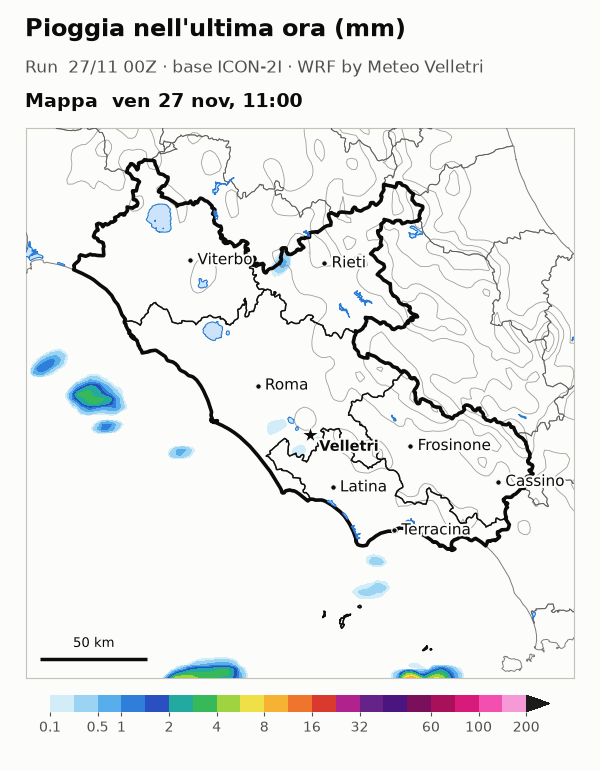 Pioggia nell'ultima ora (mm)
Run  27/11 00Z · base ICON-2I · WRF by Meteo Velletri
Mappa  ven 27 nov, 11:00
Viterbo
Rieti
Roma
Velletri
Frosinone
Latina
Cassino
Terracina
50 km
0.1 0.5 1 2 4 8 16 32 60 100 200